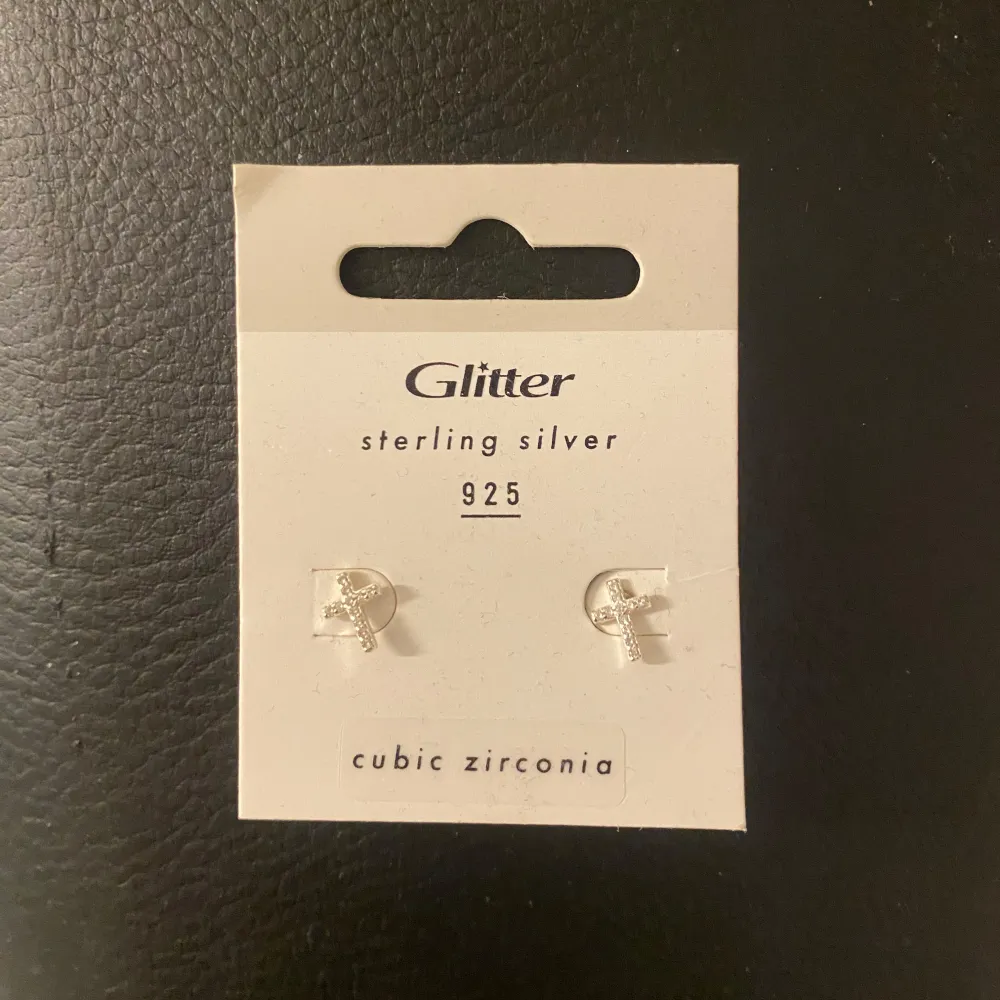 Glitter
sterling silver
925
cubic zirconia